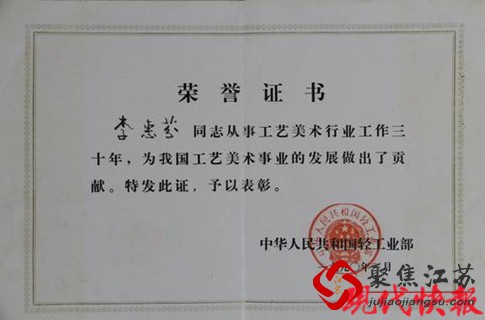 荣誉证书
李惠芬 同志从事工艺美术行业工作三
十年，为我国工艺美术事业的发展做出了贡
献。特发此证，予以表彰。
中华人民共和国轻工业部
聚焦江苏
jujiaojiangsu.com
现代快报